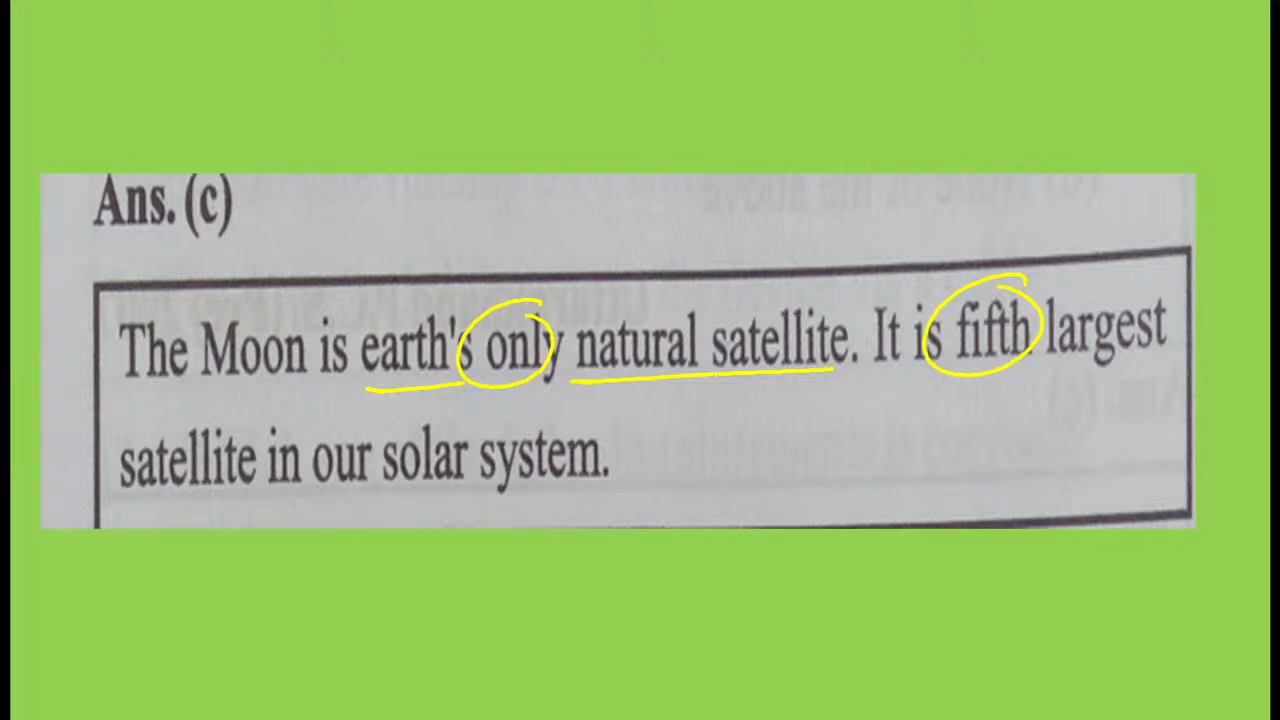 Ans. (c)
The Moon is earth's only natural satellite. It is fifth largest
satellite in our solar system.